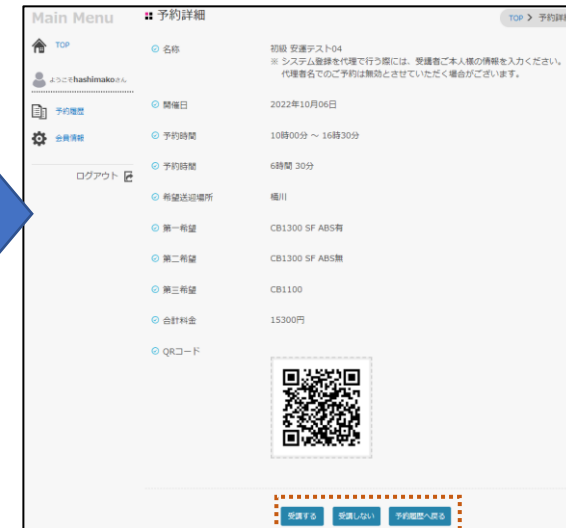 Main Menu
TOP
ようこそhashimakoさん
予約履歴
会員情報
ログアウト
予約詳細
TOP > 予約詳細
名称
初級 安運テスト04
※ システム登録を代理で行う際には、受講者ご本人様の情報を入力ください。
代理者名でのご予約は無効とさせていただく場合がございます。
開催日
2022年10月06日
予約時間
10時00分 ～ 16時30分
予約時間
6時間 30分
希望送迎場所
桶川
第一希望
CB1300 SF ABS有
第二希望
CB1300 SF ABS無
第三希望
CB1100
合計料金
15300円
QRコード
受講する
受講しない
予約履歴へ戻る